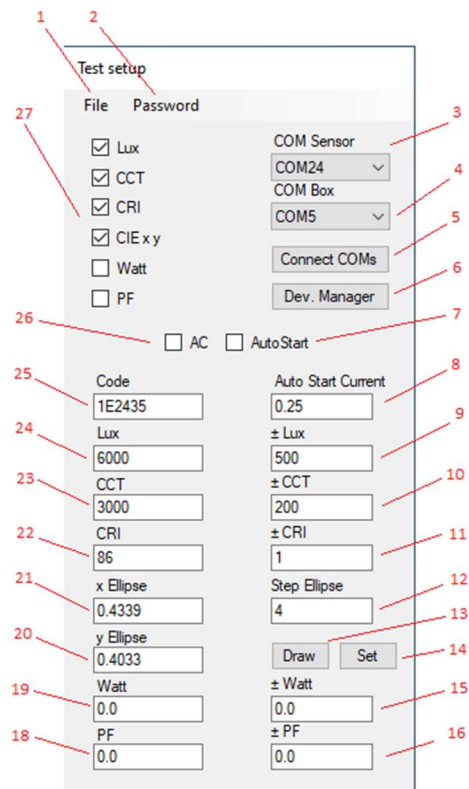 1
2
Test setup
File Password
27
3
Lux
COM Sensor
COM24
CCT
COM Box
4
CRI
COM5
CIE x y
5
Watt
Connect COMs
6
PF
Dev. Manager
26
AC
AutoStart
7
25
Code
Auto Start Current
8
1E2435
0.25
24
Lux
± Lux
9
6000
500
23
CCT
± CCT
10
3000
200
22
CRI
± CRI
11
86
1
21
x Ellipse
Step Ellipse
12
0.4339
4
13
20
y Ellipse
0.4033
Draw
Set
14
19
Watt
± Watt
15
0.0
0.0
18
PF
± PF
16
0.0
0.0